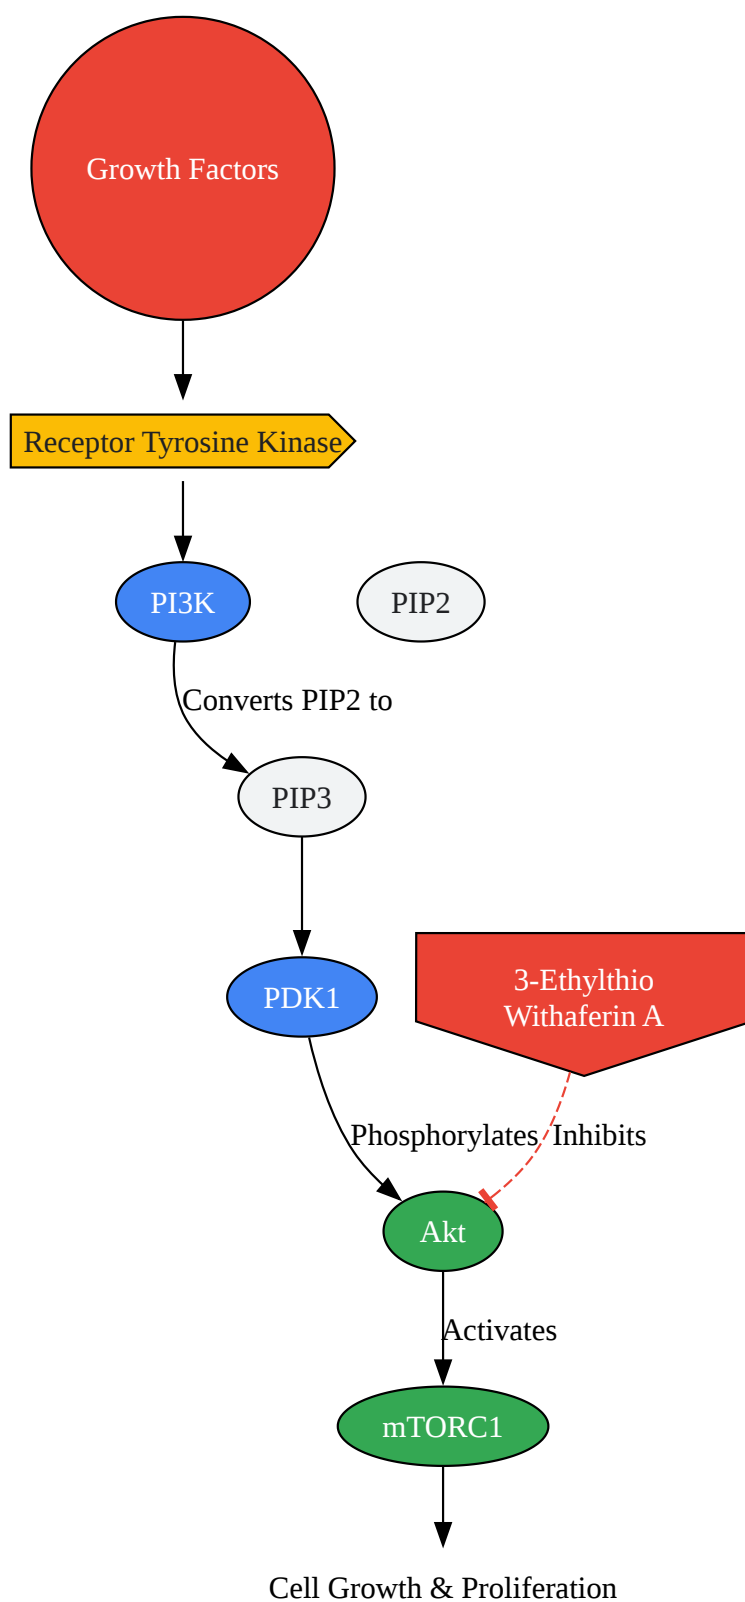 Growth Factors
Receptor Tyrosine Kinase
PI3K
PIP2
Converts PIP2 to
PIP3
PDK1
3-Ethylthio
Withaferin A
Phosphorylates
Inhibits
Akt
Activates
mTORC1
Cell Growth & Proliferation